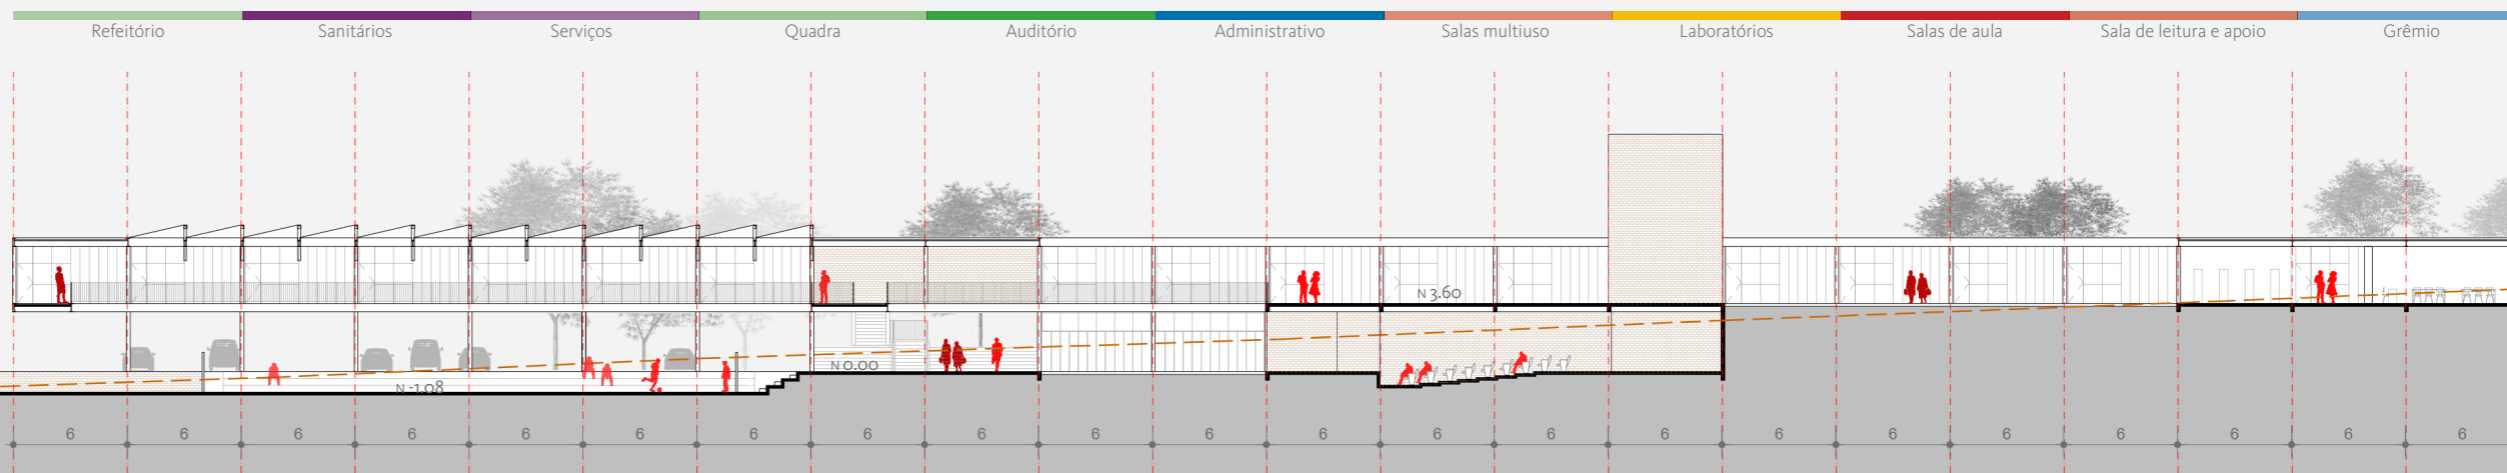 Refeitório Sanitários Serviços Quadra Auditório Administrativo Salas multiuso Laboratórios Salas de aula Sala de leitura e apoio Grêmio
N 3.60
N 0.00
N -1.08
6 6 6 6 6 6 6 6 6 6 6 6 6 6 6 6 6 6 6 6 6 6